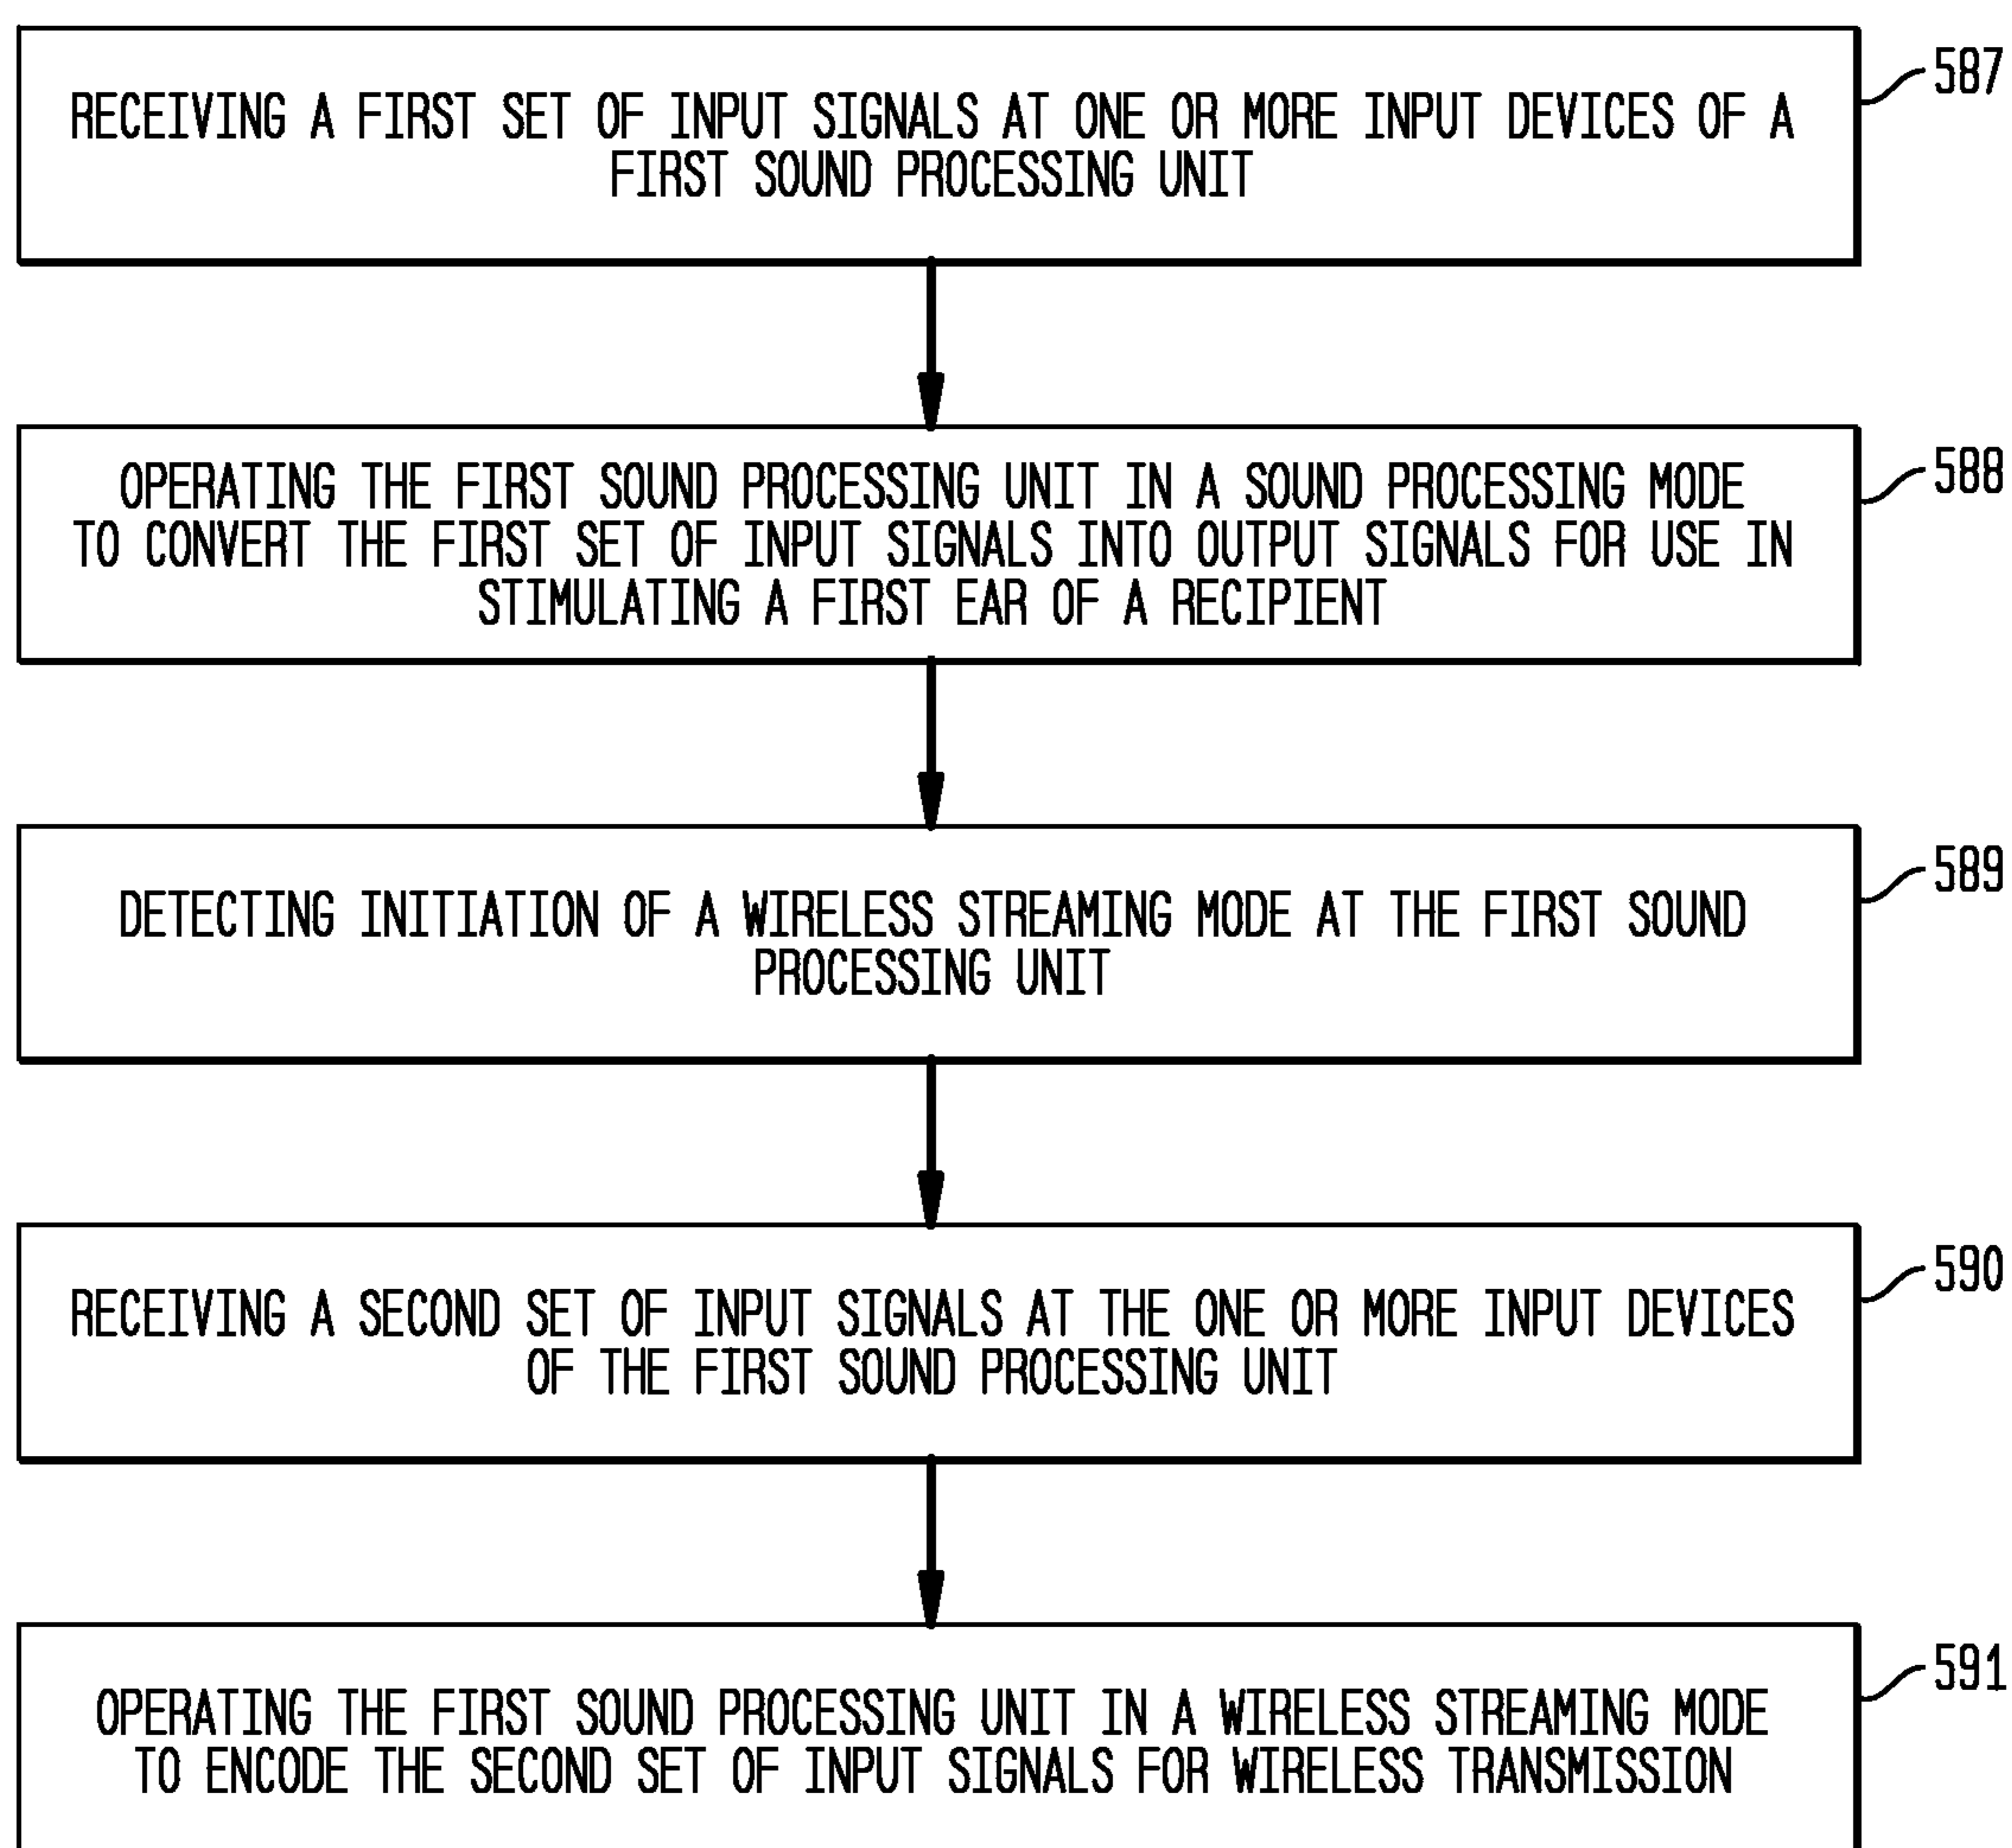 587
RECEIVING A FIRST SET OF INPUT SIGNALS AT ONE OR MORE INPUT DEVICES OF A
FIRST SOUND PROCESSING UNIT
588
OPERATING THE FIRST SOUND PROCESSING UNIT IN A SOUND PROCESSING MODE
TO CONVERT THE FIRST SET OF INPUT SIGNALS INTO OUTPUT SIGNALS FOR USE IN
STIMULATING A FIRST EAR OF A RECIPIENT
589
DETECTING INITIATION OF A WIRELESS STREAMING MODE AT THE FIRST SOUND
PROCESSING UNIT
590
RECEIVING A SECOND SET OF INPUT SIGNALS AT THE ONE OR MORE INPUT DEVICES
OF THE FIRST SOUND PROCESSING UNIT
591
OPERATING THE FIRST SOUND PROCESSING UNIT IN A WIRELESS STREAMING MODE
TO ENCODE THE SECOND SET OF INPUT SIGNALS FOR WIRELESS TRANSMISSION